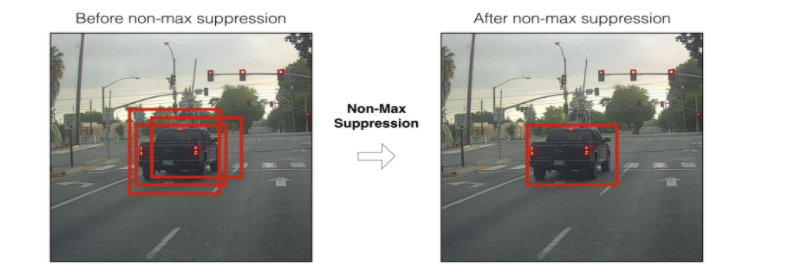 Before non-max suppression
After non-max suppression
Non-Max
Suppression